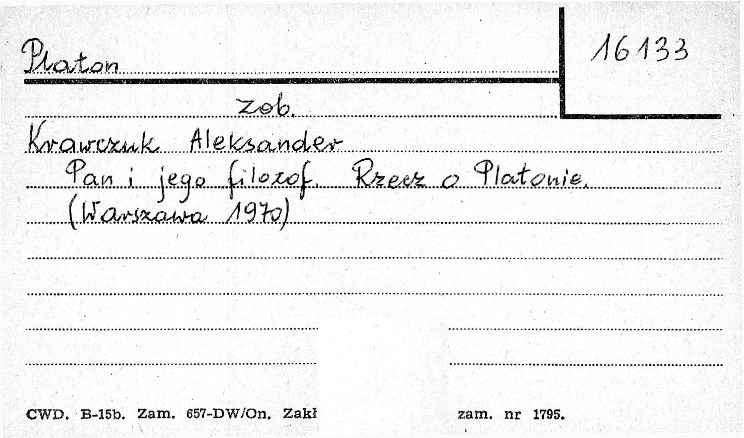 Platon
16133
zob.
Krawczuk Aleksander
Pan i jego filozof. Rzecz o Platonie.
(Warszawa 1970)
CWD. B-15b. Zam. 657-DW/On. Zakł zam. nr 1795.